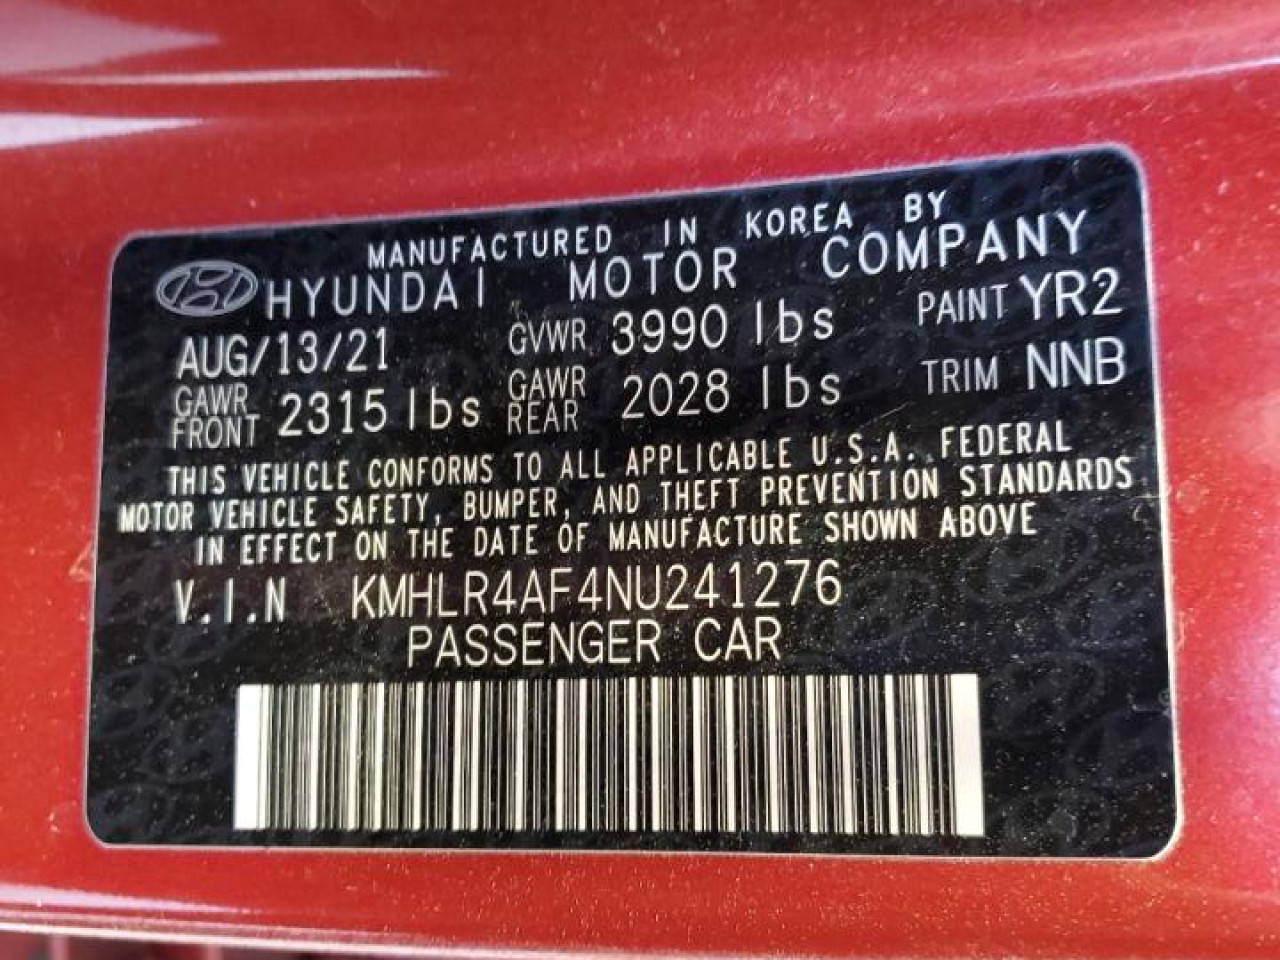 MANUFACTURED IN KOREA BY
HYUNDAI MOTOR COMPANY
AUG/13/21 GVWR 3990 lbs PAINT YR2
GAWR FRONT 2315 lbs GAWR REAR 2028 lbs TRIM NNB
THIS VEHICLE CONFORMS TO ALL APPLICABLE U.S.A. FEDERAL
MOTOR VEHICLE SAFETY, BUMPER, AND THEFT PREVENTION STANDARDS
IN EFFECT ON THE DATE OF MANUFACTURE SHOWN ABOVE
V.I.N KMHLR4AF4NU241276
PASSENGER CAR